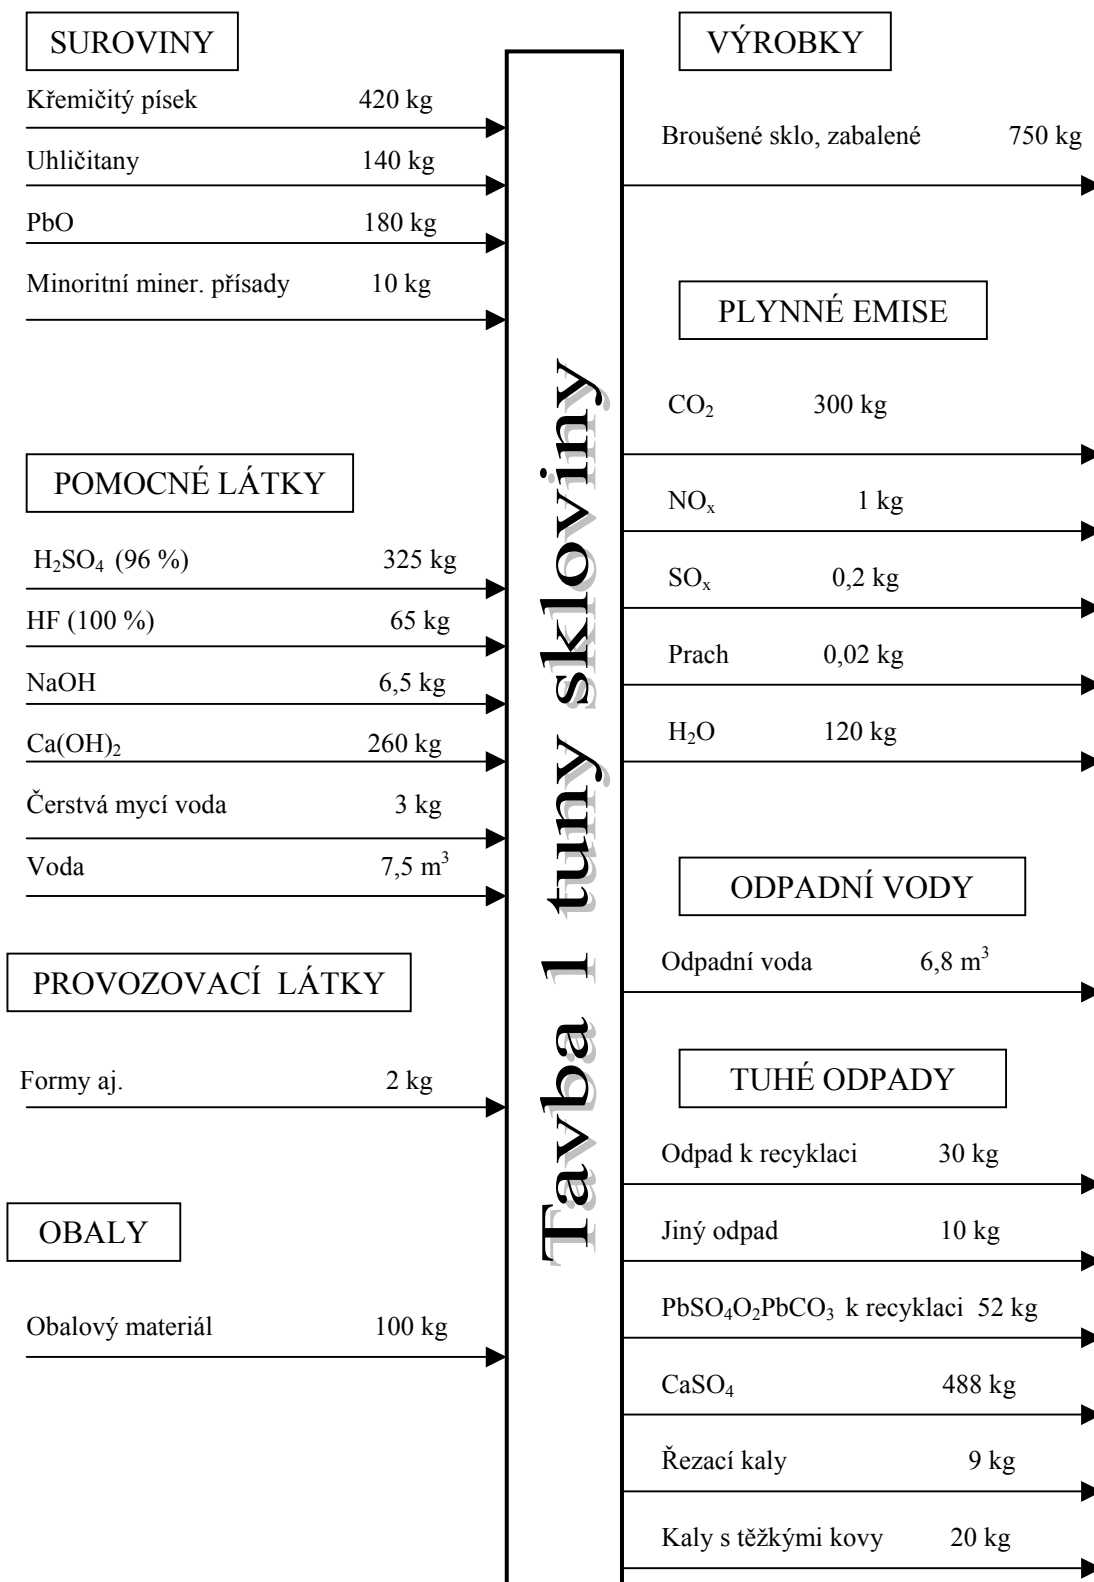 SUROVINY
Křemičitý písek 420 kg
Uhličitany 140 kg
PbO 180 kg
Minoritní miner. přísady 10 kg
POMOCNÉ LÁTKY
H₂SO₄ (96 %) 325 kg
HF (100 %) 65 kg
NaOH 6,5 kg
Ca(OH)₂ 260 kg
Čerstvá mycí voda 3 kg
Voda 7,5 m³
PROVOZOVACÍ LÁTKY
Formy aj. 2 kg
OBALY
Obalový materiál 100 kg
Tavba 1 tuny skloviny
VÝROBKY
Broušené sklo, zabalené 750 kg
PLYNNÉ EMISE
CO₂ 300 kg
NOₓ 1 kg
SOₓ 0,2 kg
Prach 0,02 kg
H₂O 120 kg
ODPADNÍ VODY
Odpadní voda 6,8 m³
TUHÉ ODPADY
Odpad k recyklaci 30 kg
Jiný odpad 10 kg
PbSO₄O₂PbCO₃ k recyklaci 52 kg
CaSO₄ 488 kg
Řezací kaly 9 kg
Kaly s těžkými kovy 20 kg